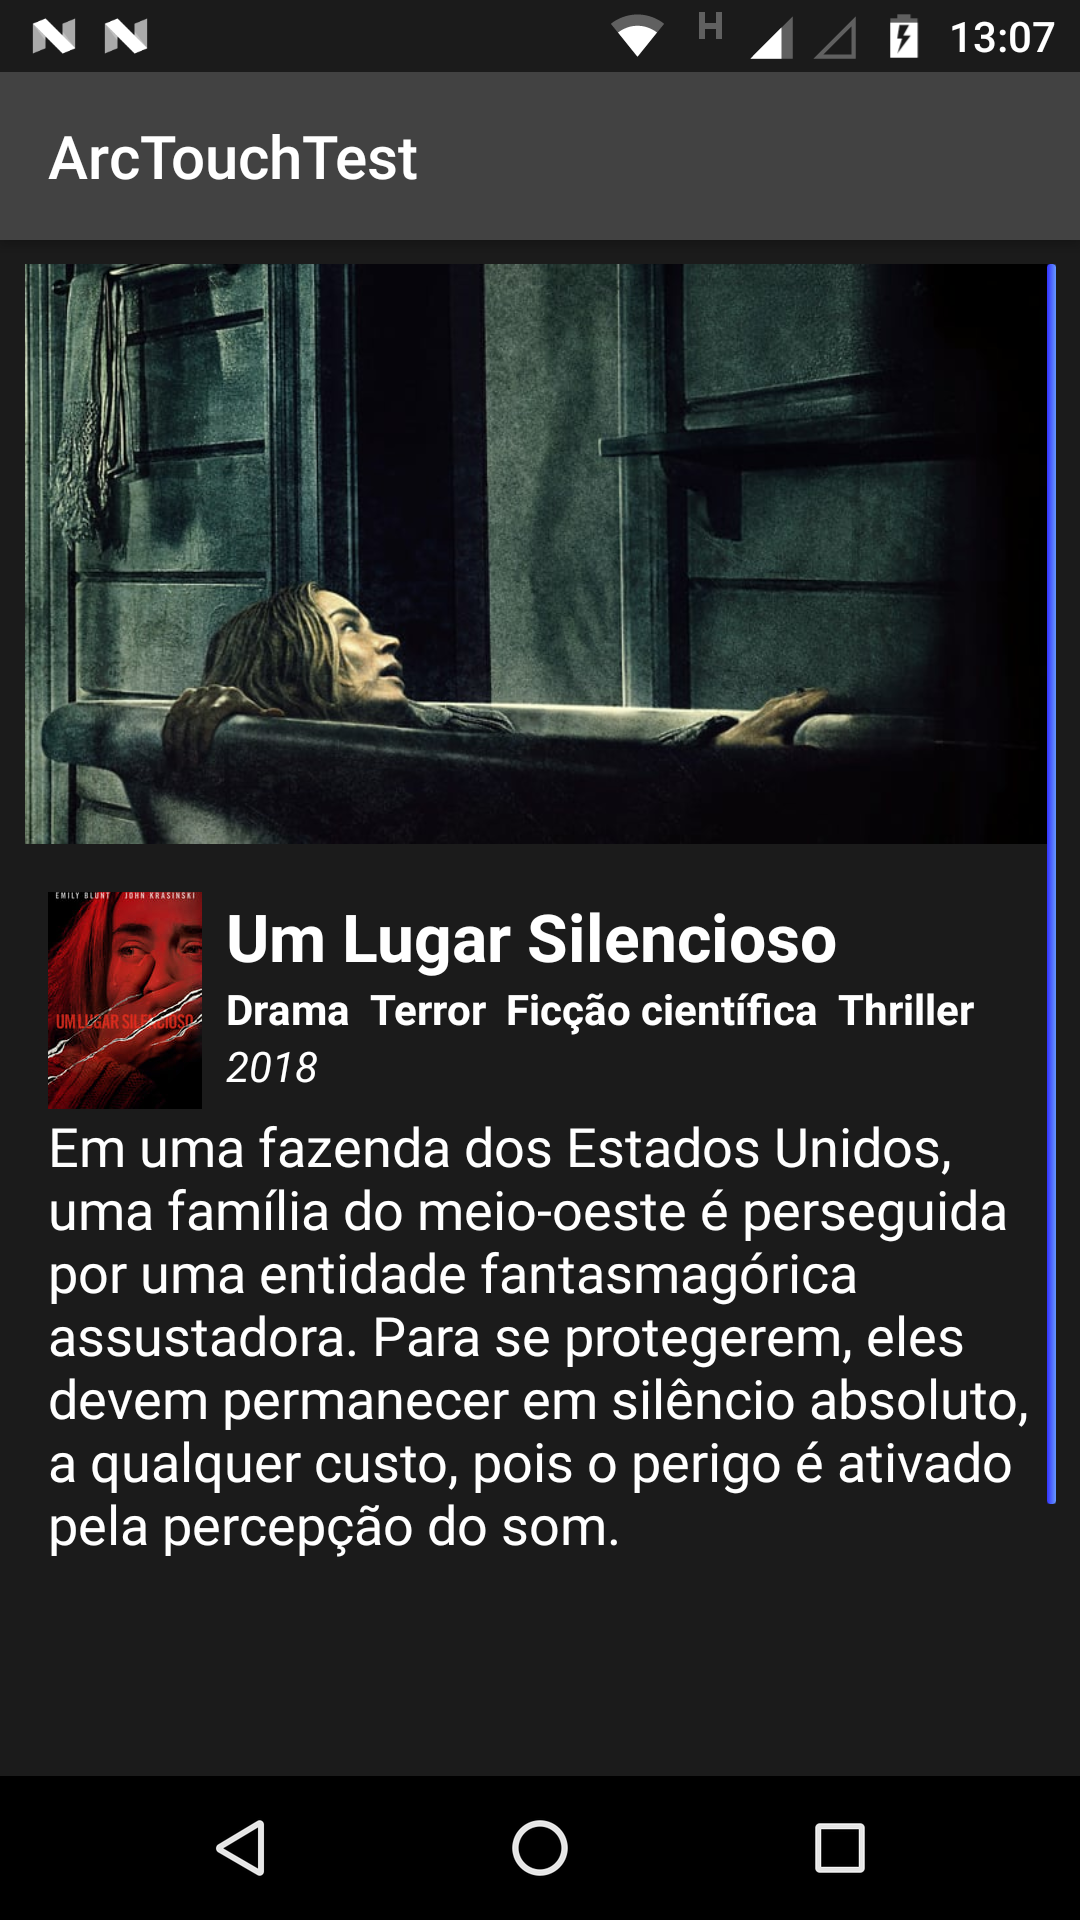 13:07
H
ArcTouchTest
EMILY BLUNT JOHN KRASINSKI
UM LUGAR SILENCIOSO
Um Lugar Silencioso
Drama Terror Ficção científica Thriller
2018
Em uma fazenda dos Estados Unidos,
uma família do meio-oeste é perseguida
por uma entidade fantasmagórica
assustadora. Para se protegerem, eles
devem permanecer em silêncio absoluto,
a qualquer custo, pois o perigo é ativado
pela percepção do som.